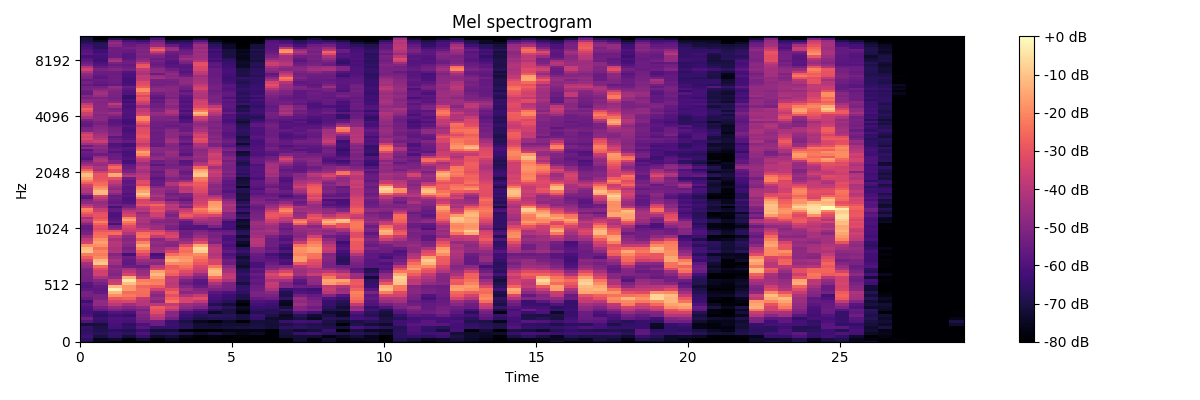 Mel spectrogram
8192
4096
2048
1024
512
0
Hz
0 5 10 15 20 25
Time
+0 dB
-10 dB
-20 dB
-30 dB
-40 dB
-50 dB
-60 dB
-70 dB
-80 dB